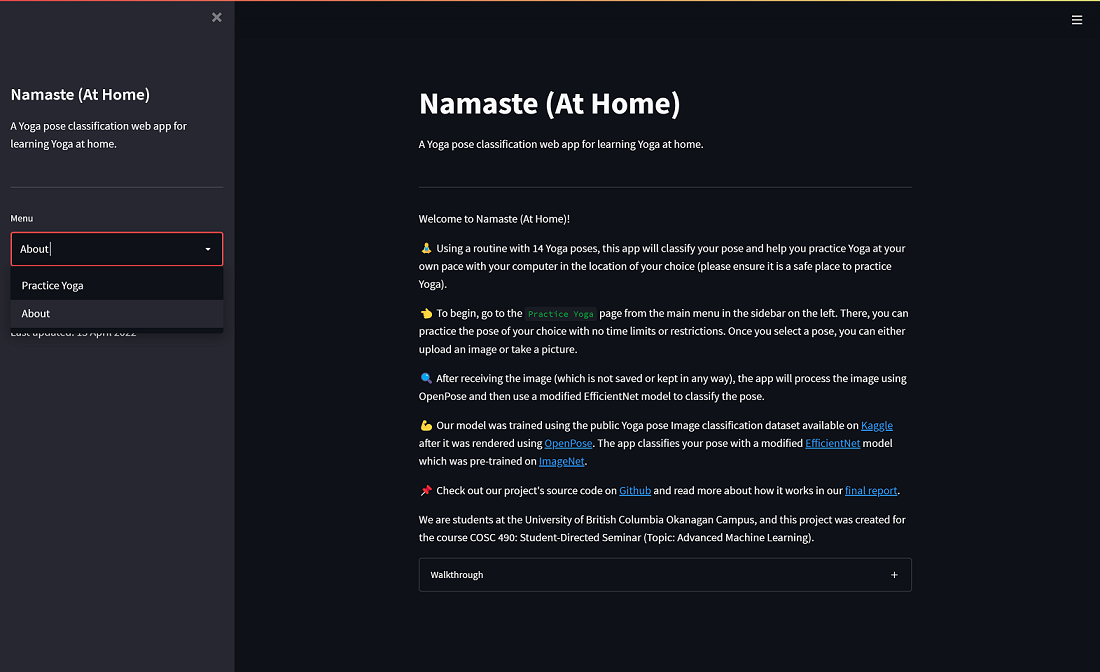 Namaste (At Home)
A Yoga pose classification web app for
learning Yoga at home.
Menu
About
Practice Yoga
About
Last updated: 13 April 2022
Namaste (At Home)
A Yoga pose classification web app for learning Yoga at home.
Welcome to Namaste (At Home)!
🙏 Using a routine with 14 Yoga poses, this app will classify your pose and help you practice Yoga at your
own pace with your computer in the location of your choice (please ensure it is a safe place to practice
Yoga).
👈 To begin, go to the Practice Yoga page from the main menu in the sidebar on the left. There, you can
practice the pose of your choice with no time limits or restrictions. Once you select a pose, you can either
upload an image or take a picture.
🔍 After receiving the image (which is not saved or kept in any way), the app will process the image using
OpenPose and then use a modified EfficientNet model to classify the pose.
💪 Our model was trained using the public Yoga pose Image classification dataset available on Kaggle
after it was rendered using OpenPose. The app classifies your pose with a modified EfficientNet model
which was pre-trained on ImageNet.
📌 Check out our project's source code on Github and read more about how it works in our final report.
We are students at the University of British Columbia Okanagan Campus, and this project was created for
the course COSC 490: Student-Directed Seminar (Topic: Advanced Machine Learning).
Walkthrough